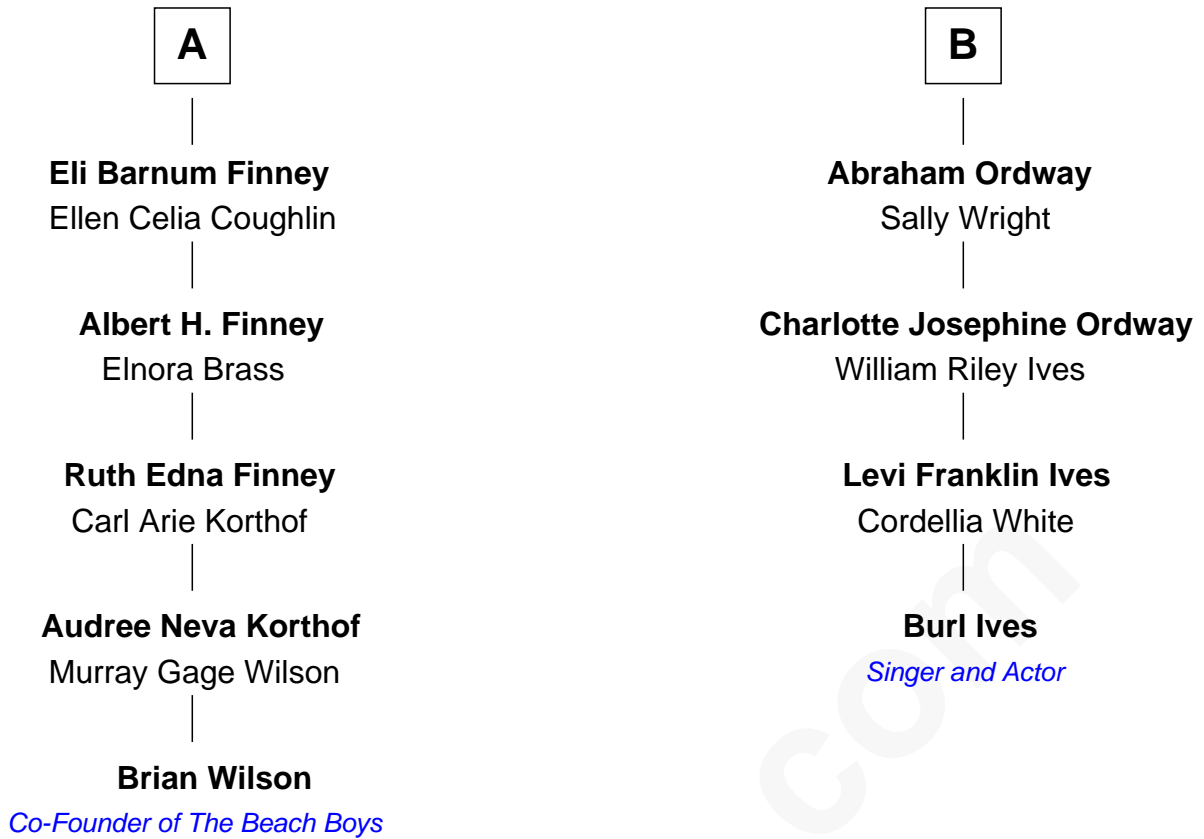 A
Eli Barnum Finney
Ellen Celia Coughlin
Albert H. Finney
Elnora Brass
Ruth Edna Finney
Carl Arie Korthof
Audree Neva Korthof
Murray Gage Wilson
Brian Wilson
Co-Founder of The Beach Boys
B
Abraham Ordway
Sally Wright
Charlotte Josephine Ordway
William Riley Ives
Levi Franklin Ives
Cordellia White
Burl Ives
Singer and Actor
com